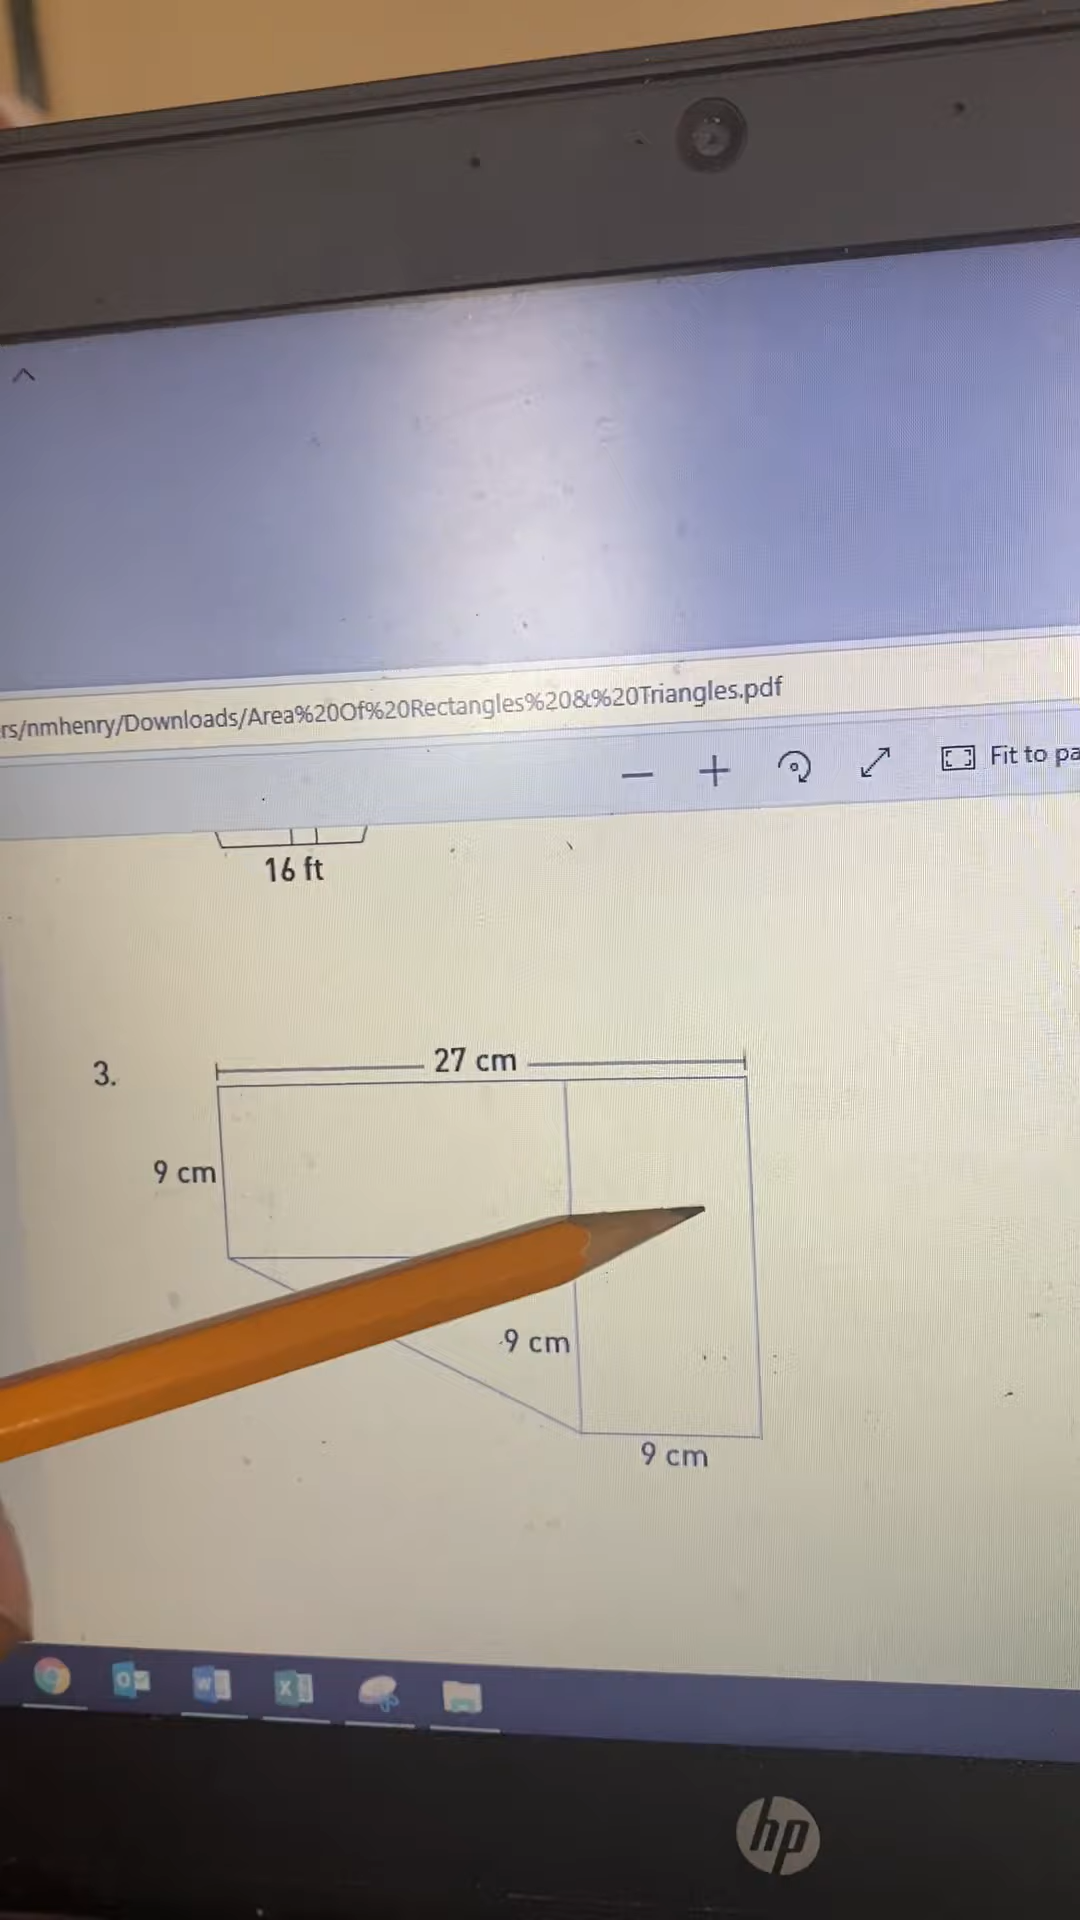 rs/nmhenry/Downloads/Area%20Of%20Rectangles%20&%20Triangles.pdf
Fit to pa
16 ft
3.
27 cm
9 cm
9 cm
9 cm
hp